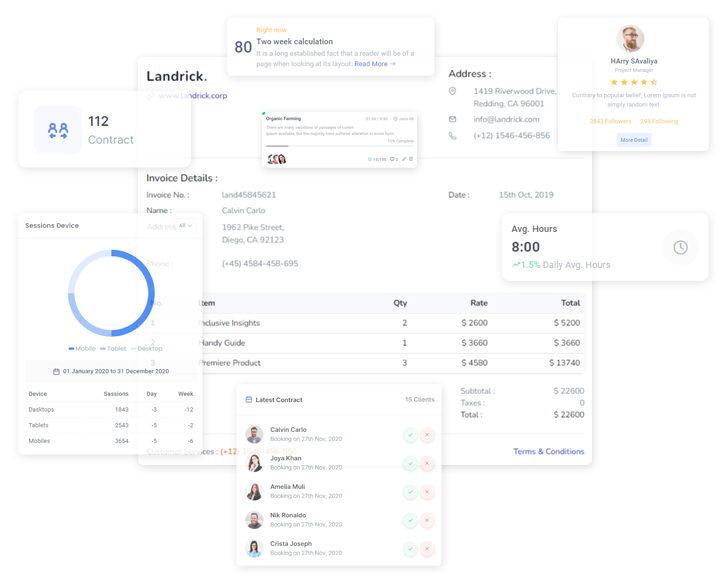 Right now
80
Two week calculation
It is a long established fact that a reader will be of a
page when looking at its layout. Read More →
HArry SAvaliya
Project Manager
Contrary to popular belief, Lorem Ipsum is not
simply random text.
2845 Followers 295 Following
More Detail
Landrick.
www.landrick.corp
Address :
1419 Riverwood Drive,
Redding, CA 96001
info@landrick.com
(+12) 1546-456-856
112
Contract
Organic Farming
June 08
There are many variations of passages of Lorem
Ipsum available, but the majority have suffered alteration in some form.
Complete
Invoice Details :
Invoice No. : land45845621
Date : 15th Oct, 2019
Name : Calvin Carlo
Address : 1962 Pike Street,
Diego, CA 92123
Phone : (+45) 4584-458-695
Sessions Device
All
Mobile Tablet Desktop
01 January 2020 to 31 December 2020
Device Sassions Day Week
Dasktops 1843 -3 -12
Tablets 2543 -5 -2
Mobiles 3654 -5 -6
Avg. Hours
8:00
1.5% Daily Avg. Hours
No. Item Qty Rate Total
1 Inclusive Insights 2 $ 2600 $ 5200
2 Handy Guide 1 $ 3660 $ 3660
3 Premiere Product 3 $ 4580 $ 13740
Subtotal : $ 22600
Taxes : 0
Total : $ 22600
Customer Services : (+12) 1546-456-856
Terms & Conditions
Latest Contract 15 Clients
Calvin Carlo
Booking on 27th Nov, 2020
Joya Khan
Booking on 27th Nov, 2020
Amelia Muli
Booking on 27th Nov, 2020
Nik Ronaldo
Booking on 27th Nov, 2020
Crista Joseph
Booking on 27th Nov, 2020